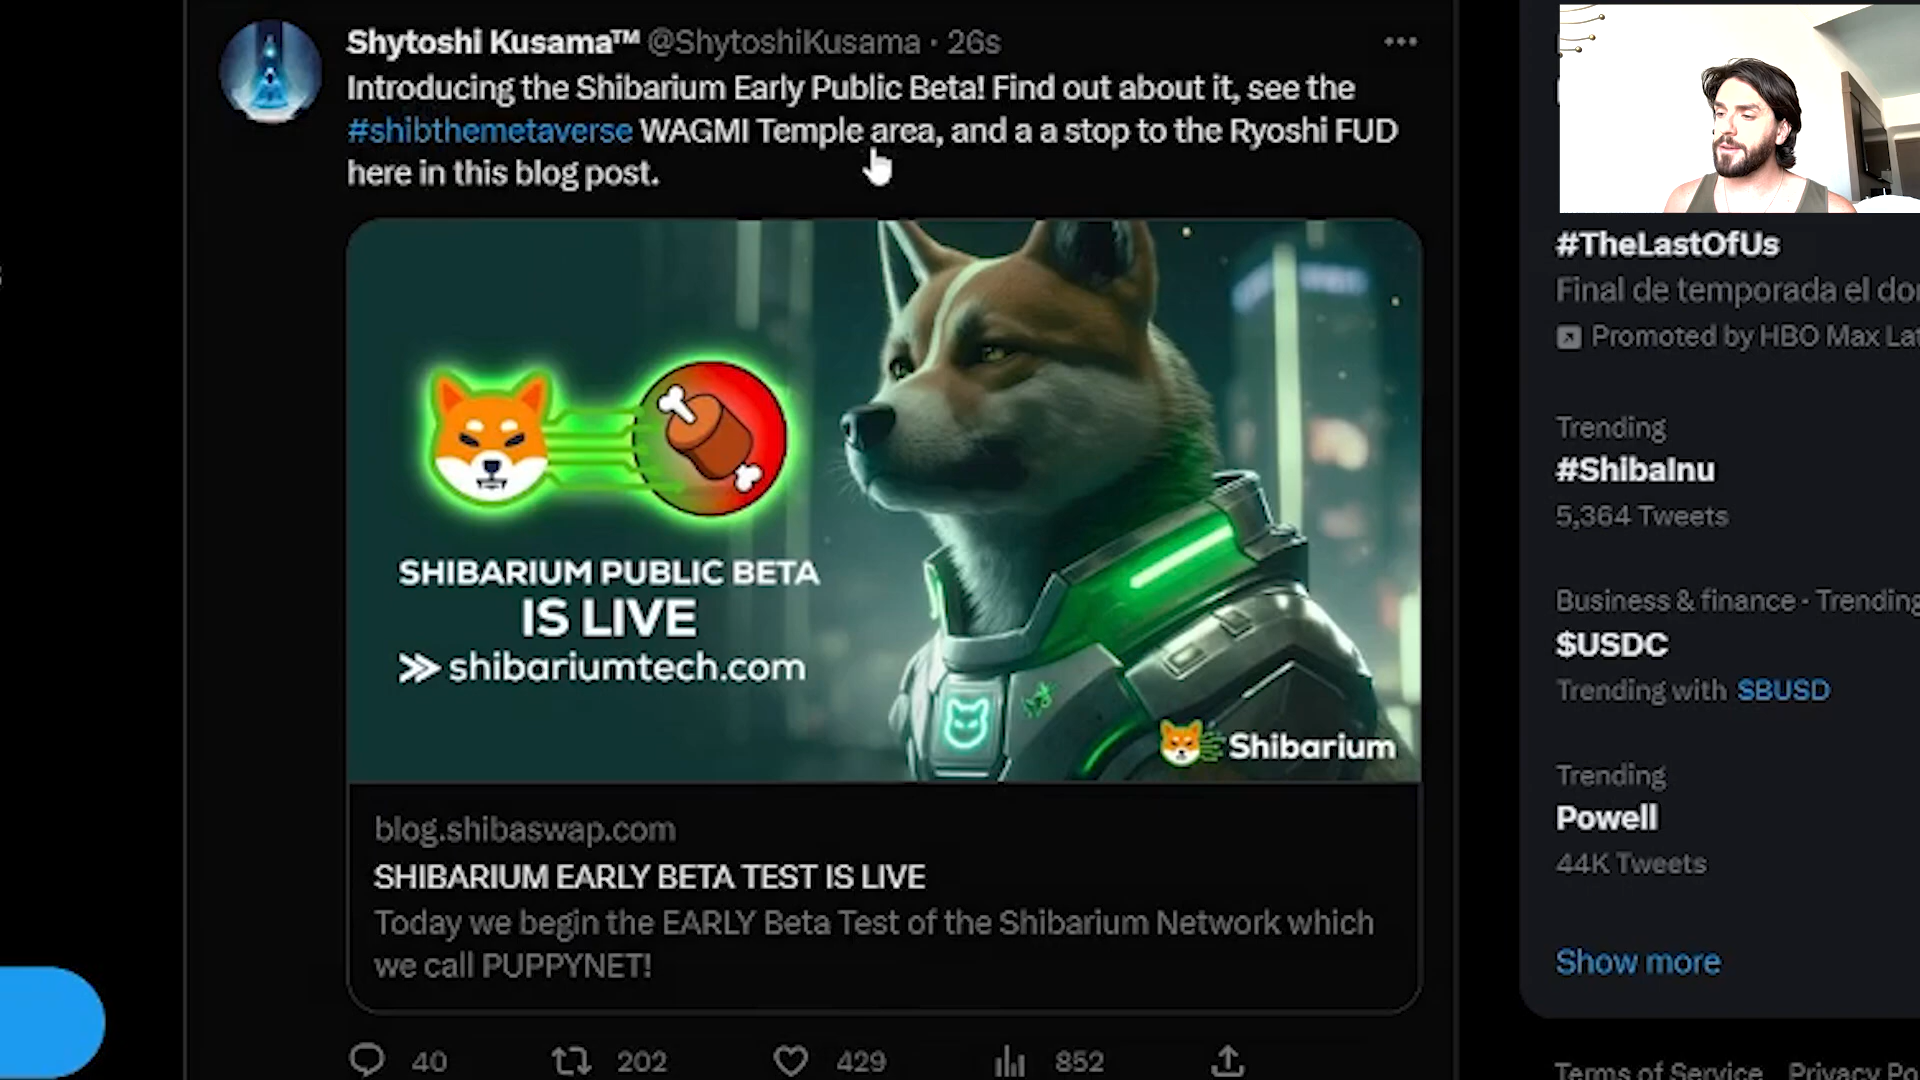 Shytoshi Kusama™ @ShytoshiKusama · 26s
Introducing the Shibarium Early Public Beta! Find out about it, see the
#shibthemetaverse WAGMI Temple area, and a a stop to the Ryoshi FUD
here in this blog post.
SHIBARIUM PUBLIC BETA
IS LIVE
shibariumtech.com
Shibarium
blog.shibaswap.com
SHIBARIUM EARLY BETA TEST IS LIVE
Today we begin the EARLY Beta Test of the Shibarium Network which
we call PUPPYNET!
40 202 429 852
#TheLastOfUs
Final de temporada el
Promoted by HBO Max
Trending
#ShibaInu
5,364 Tweets
Business & finance · Trending
$USDC
Trending with $BUSD
Trending
Powell
44K Tweets
Show more
Terms of Service Privacy